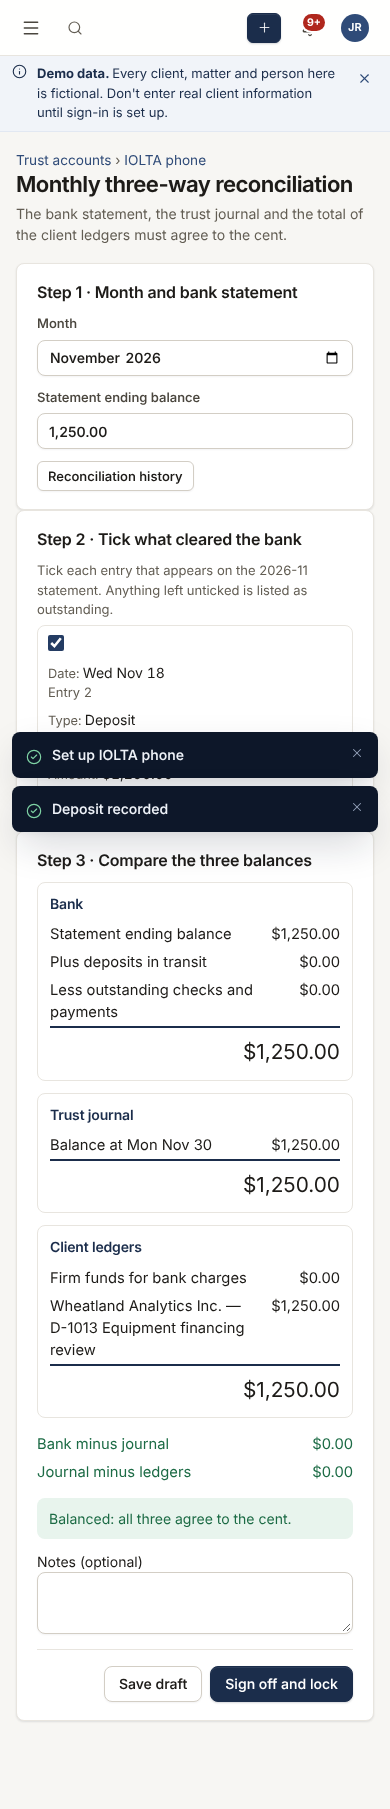 9+
JR
Demo data. Every client, matter and person here
is fictional. Don't enter real client information
until sign-in is set up.
Trust accounts › IOLTA phone
Monthly three-way reconciliation
The bank statement, the trust journal and the total of
the client ledgers must agree to the cent.
Step 1 · Month and bank statement
Month
November 2026
Statement ending balance
1,250.00
Reconciliation history
Step 2 · Tick what cleared the bank
Tick each entry that appears on the 2026-11
statement. Anything left unticked is listed as
outstanding.
Date: Wed Nov 18
Entry 2
Type: Deposit
Set up IOLTA phone
Deposit recorded
Step 3 · Compare the three balances
Bank
Statement ending balance $1,250.00
Plus deposits in transit $0.00
Less outstanding checks and $0.00
payments
$1,250.00
Trust journal
Balance at Mon Nov 30 $1,250.00
$1,250.00
Client ledgers
Firm funds for bank charges $0.00
Wheatland Analytics Inc. — $1,250.00
D-1013 Equipment financing
review
$1,250.00
Bank minus journal $0.00
Journal minus ledgers $0.00
Balanced: all three agree to the cent.
Notes (optional)
Save draft
Sign off and lock